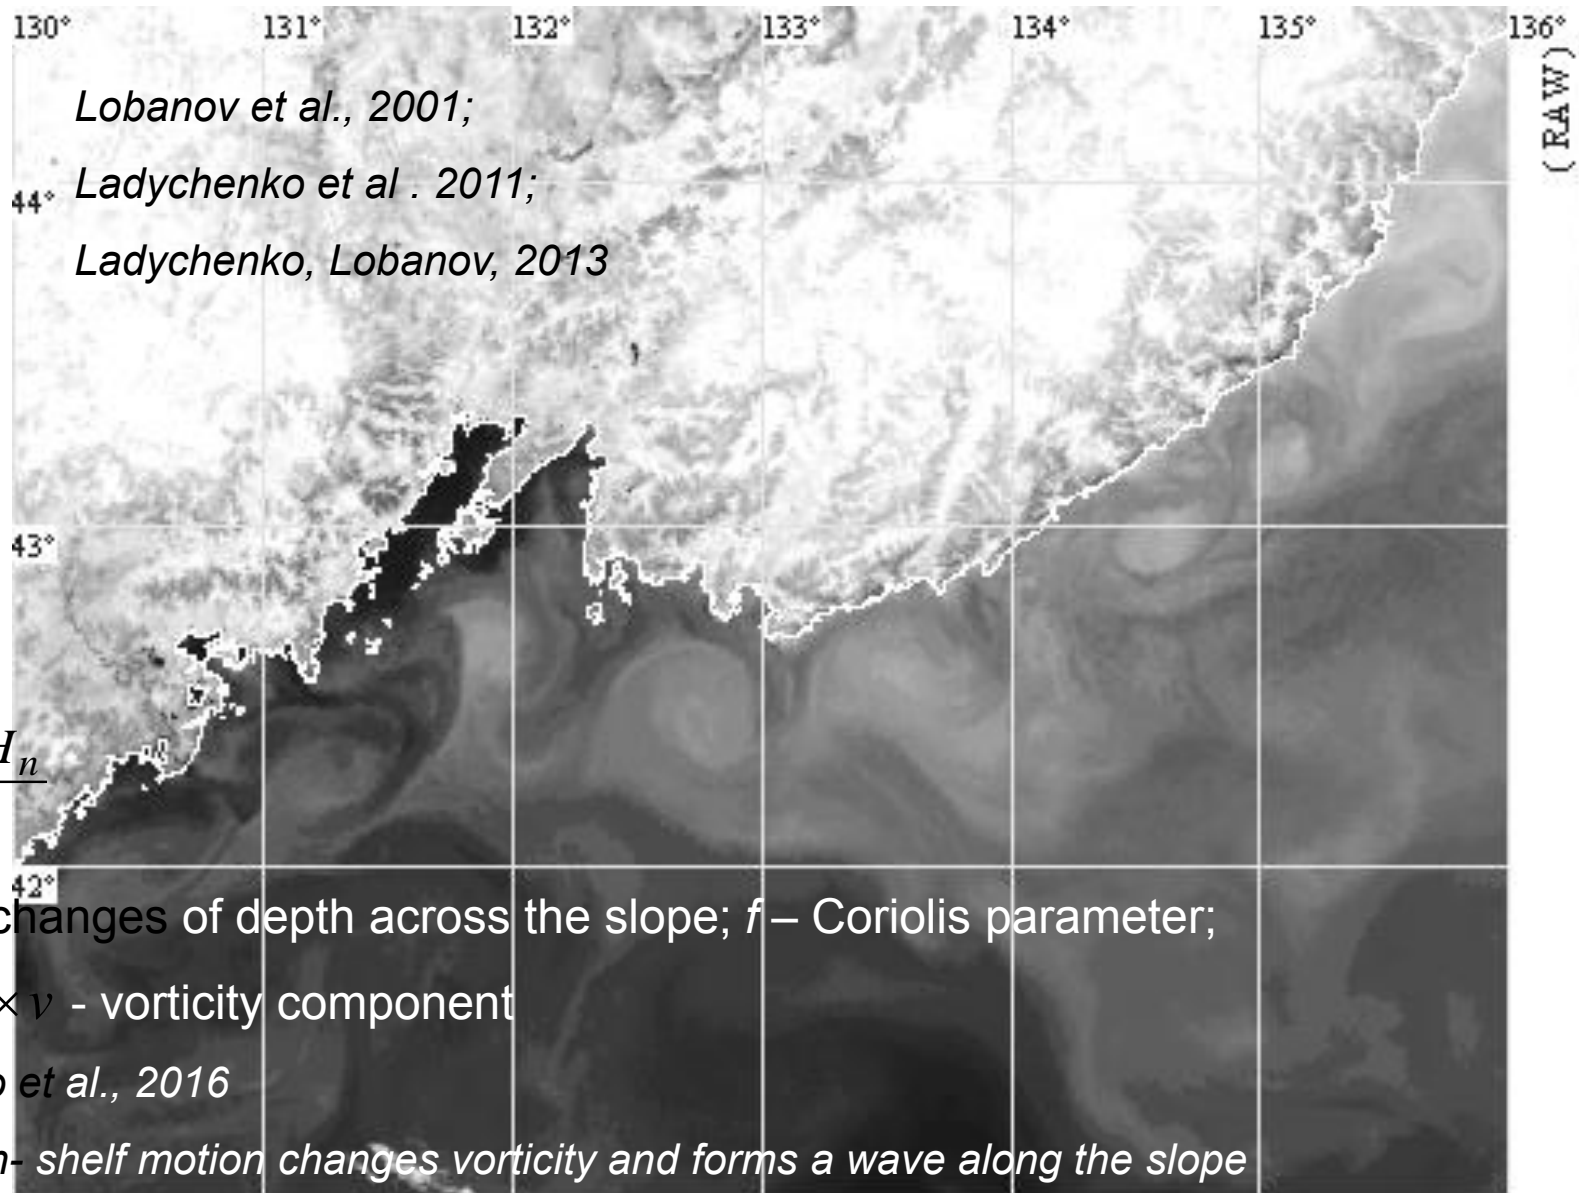 130° 131° 132° 133° 134° 135° 136°
(RAW)
Lobanov et al., 2001;
44°
Ladychenko et al . 2011;
Ladychenko, Lobanov, 2013
43°
H n
42°
changes of depth across the slope; f – Coriolis parameter;
× v - vorticity component
et al., 2016
- shelf motion changes vorticity and forms a wave along the slope